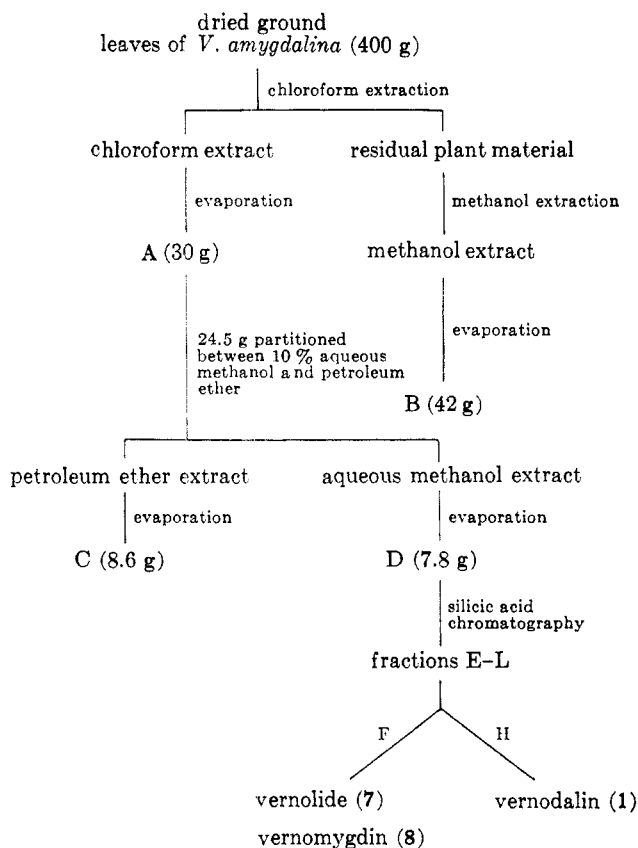 dried ground
leaves of V. amygdalina (400 g)
chloroform extraction
chloroform extract
residual plant material
evaporation
methanol extraction
A (30 g)
methanol extract
24.5 g partitioned
between 10 % aqueous
methanol and petroleum
ether
evaporation
B (42 g)
petroleum ether extract
aqueous methanol extract
evaporation
evaporation
C (8.6 g)
D (7.8 g)
silicic acid
chromatography
fractions E–L
F
H
vernolide (7)
vernodalin (1)
vernomygdin (8)